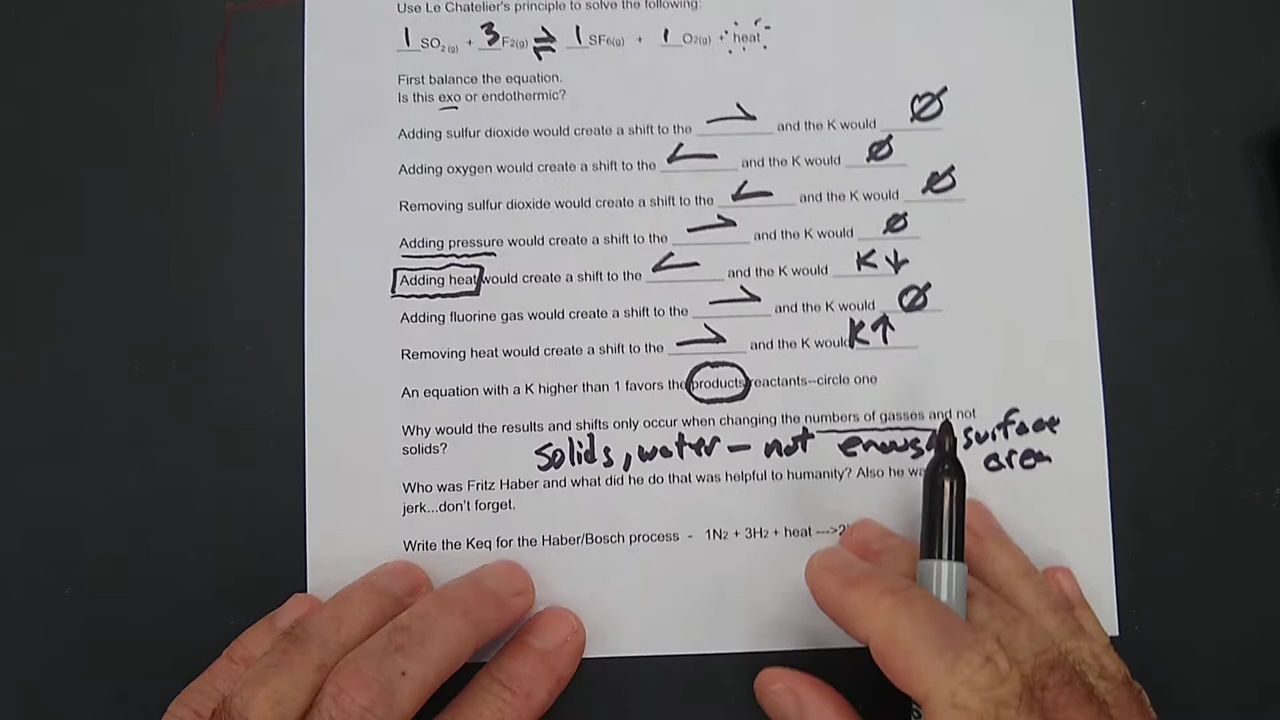 Use Le Chatelier's principle to solve the following:
1 SO2 (g) + 3 F2(g) ⇌ 1 SF6(g) + 1 O2(g) + heat
First balance the equation.
Is this exo or endothermic?
Adding sulfur dioxide would create a shift to the → and the K would Ø
Adding oxygen would create a shift to the ← and the K would Ø
Removing sulfur dioxide would create a shift to the ← and the K would Ø
Adding pressure would create a shift to the → and the K would Ø
Adding heat would create a shift to the ← and the K would K↓
Adding fluorine gas would create a shift to the → and the K would Ø
Removing heat would create a shift to the → and the K would K↑
An equation with a K higher than 1 favors the products reactants--circle one
Why would the results and shifts only occur when changing the numbers of gasses and not
solids? solids, water - not enough surface
area
Who was Fritz Haber and what did he do that was helpful to humanity? Also he
jerk...don't forget.
Write the Keq for the Haber/Bosch process - 1N2 + 3H2 + heat --->2